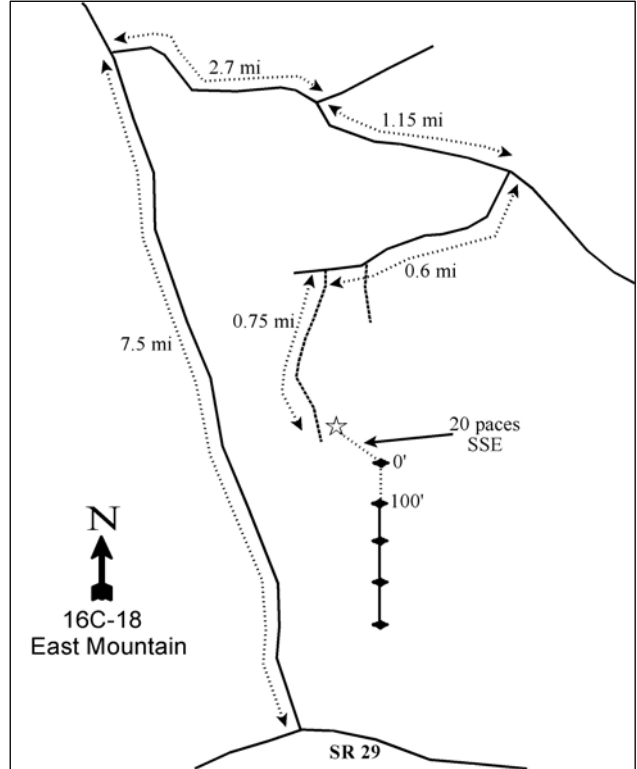 2.7 mi
1.15 mi
0.6 mi
0.75 mi
7.5 mi
20 paces
SSE
0'
100'
N
16C-18
East Mountain
SR 29